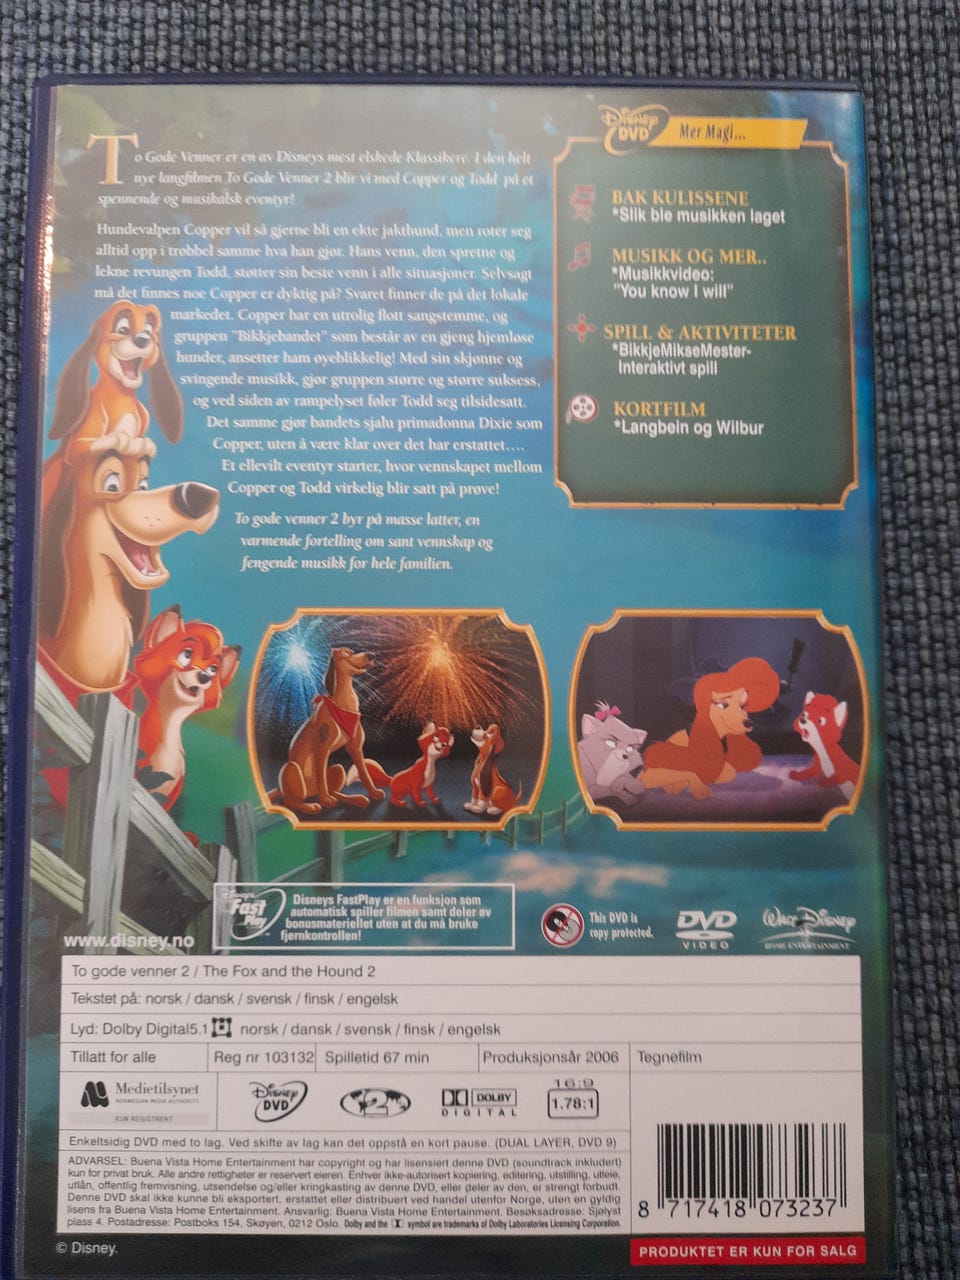 To Gode Venner er en av Disneys mest elskede Klassikere. I den helt
nye langfilmen To Gode Venner 2 blir vi med Copper og Todd på et
spennende og musikalsk eventyr!
Hundevalpen Copper vil så gjerne bli en ekte jakthund, men roter seg
alltid opp i trøbbel samme hva han gjør. Hans venn, den spretne og
lekne revungen Todd, støtter sin beste venn i alle situasjoner. Selvsagt
må det finnes noe Copper er dyktig på? Svaret finner de på det lokale
markedet. Copper har en utrolig flott sangstemme, og
gruppen "Bikkjebandet" som består av en gjeng hjemløse
hunder, ansetter ham øyeblikkelig! Med sin skjønne og
svingende musikk, gjør gruppen større og større suksess,
og ved siden av rampelyset føler Todd seg tilsidesatt.
Det samme gjør bandets sjalu primadonna Dixie som
Copper, uten å være klar over det har erstattet....
Et ellevilt eventyr starter, hvor vennskapet mellom
Copper og Todd virkelig blir satt på prøve!
To gode venner 2 byr på masse latter, en
varmende fortelling om sant vennskap og
fengende musikk for hele familien.
Disney DVD Mer Magi...
BAK KULISSENE
*Slik ble musikken laget
MUSIKK OG MER..
*Musikkvideo:
"You know I will"
SPILL & AKTIVITETER
*BikkjeMikseMester-
Interaktivt spill
KORTFILM
*Langbein og Wilbur
www.disney.no
Disney's Fast Play
Disneys FastPlay er en funksjon som
automatisk spiller filmen samt deler av
bonusmateriellet uten at du må bruke
fjernkontrollen!
This DVD is
copy protected.
DVD VIDEO
WALT DISNEY
HOME ENTERTAINMENT
To gode venner 2 / The Fox and the Hound 2
Tekstet på: norsk / dansk / svensk / finsk / engelsk
Lyd: Dolby Digital5.1 norsk / dansk / svensk / finsk / engelsk
Tillatt for alle Reg nr 103132 Spilletid 67 min Produksjonsår 2006 Tegnefilm
Medietilsynet
NORWEGIAN MEDIA AUTHORITY
KUN REGISTRERT
Disney DVD
2
DOLBY
DIGITAL
16:9
1.78:1
Enkeltsidig DVD med to lag. Ved skifte av lag kan det oppstå en kort pause. (DUAL LAYER, DVD 9)
ADVARSEL: Buena Vista Home Entertainment har copyright og har lisensiert denne DVD (soundtrack inkludert)
kun for privat bruk. Alle andre rettigheter er reservert eieren. Enhver ikke-autorisert kopiering, editering, utstilling, utleie,
utlån, offentlig fremvisning, utsendelse og/eller kringkasting av denne DVD, eller deler av den, er strengt forbudt.
Denne DVD skal ikke kunne bli eksportert, erstattet eller distribuert ved handel utenfor Norge, uten en gyldig
lisens fra Buena Vista Home Entertainment. Ansvarlig: Buena Vista Home Entertainment. Besøksadresse: Sjølyst
plass 4. Postadresse: Postboks 154, Skøyen, 0212 Oslo. Dolby and the symbol are trademarks of Dolby Laboratories Licensing Corporation.
8 717418 073237
© Disney.
PRODUKTET ER KUN FOR SALG